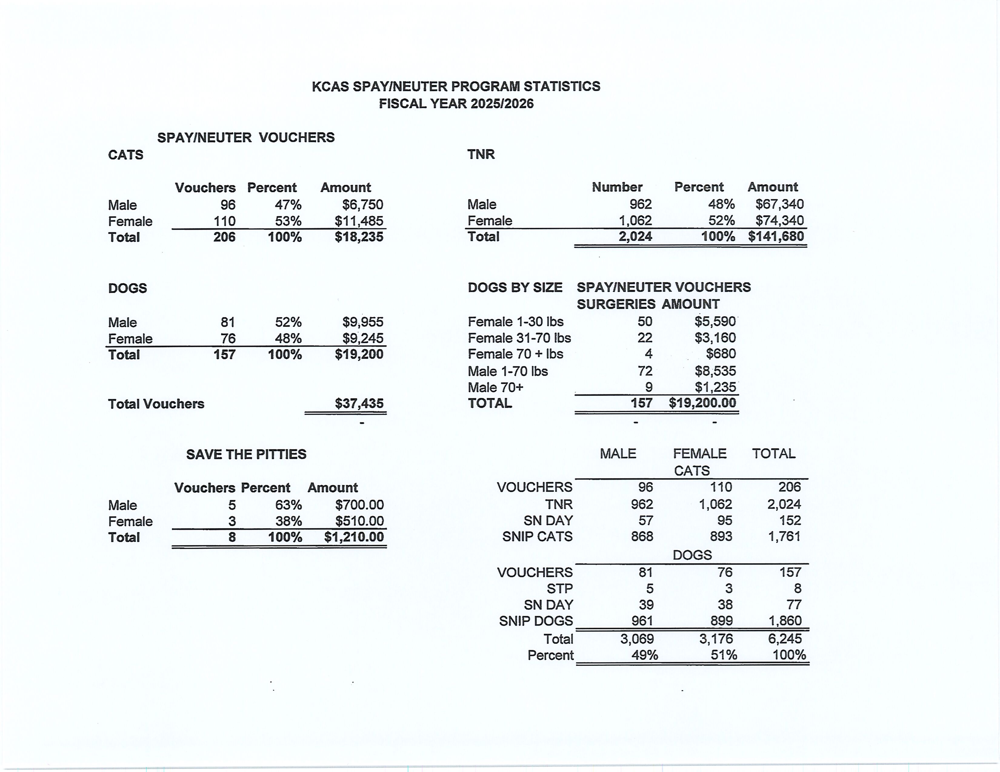 KCAS SPAY/NEUTER PROGRAM STATISTICS
FISCAL YEAR 2025/2026
SPAY/NEUTER VOUCHERS
CATS
Vouchers Percent Amount
Male 96 47% $6,750
Female 110 53% $11,485
Total 206 100% $18,235
TNR
Number Percent Amount
Male 962 48% $67,340
Female 1,062 52% $74,340
Total 2,024 100% $141,680
DOGS
Male 81 52% $9,955
Female 76 48% $9,245
Total 157 100% $19,200
Total Vouchers $37,435
-
DOGS BY SIZE SPAY/NEUTER VOUCHERS
SURGERIES AMOUNT
Female 1-30 lbs 50 $5,590
Female 31-70 lbs 22 $3,160
Female 70 + lbs 4 $680
Male 1-70 lbs 72 $8,535
Male 70+ 9 $1,235
TOTAL 157 $19,200.00
- -
SAVE THE PITTIES
Vouchers Percent Amount
Male 5 63% $700.00
Female 3 38% $510.00
Total 8 100% $1,210.00
MALE FEMALE TOTAL
CATS
VOUCHERS 96 110 206
TNR 962 1,062 2,024
SN DAY 57 95 152
SNIP CATS 868 893 1,761
DOGS
VOUCHERS 81 76 157
STP 5 3 8
SN DAY 39 38 77
SNIP DOGS 961 899 1,860
Total 3,069 3,176 6,245
Percent 49% 51% 100%